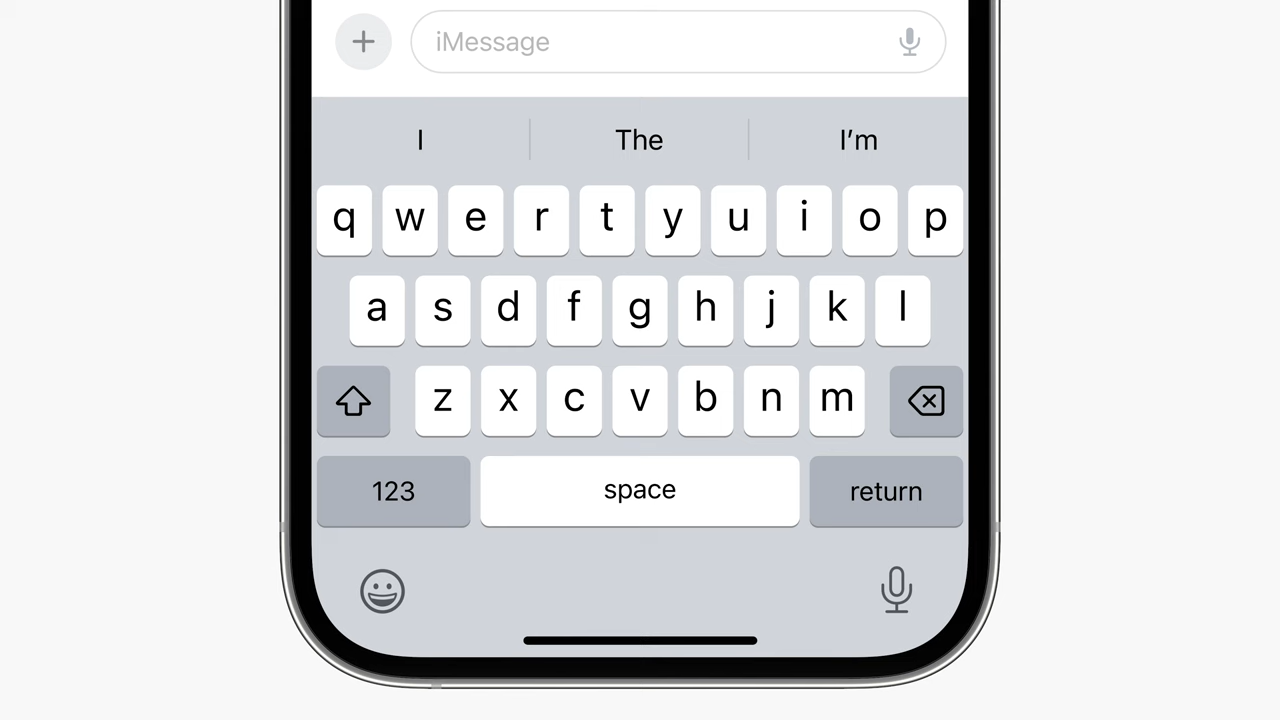 iMessage
I The I’m
q w e r t y u i o p
a s d f g h j k l
z x c v b n m
123 space return